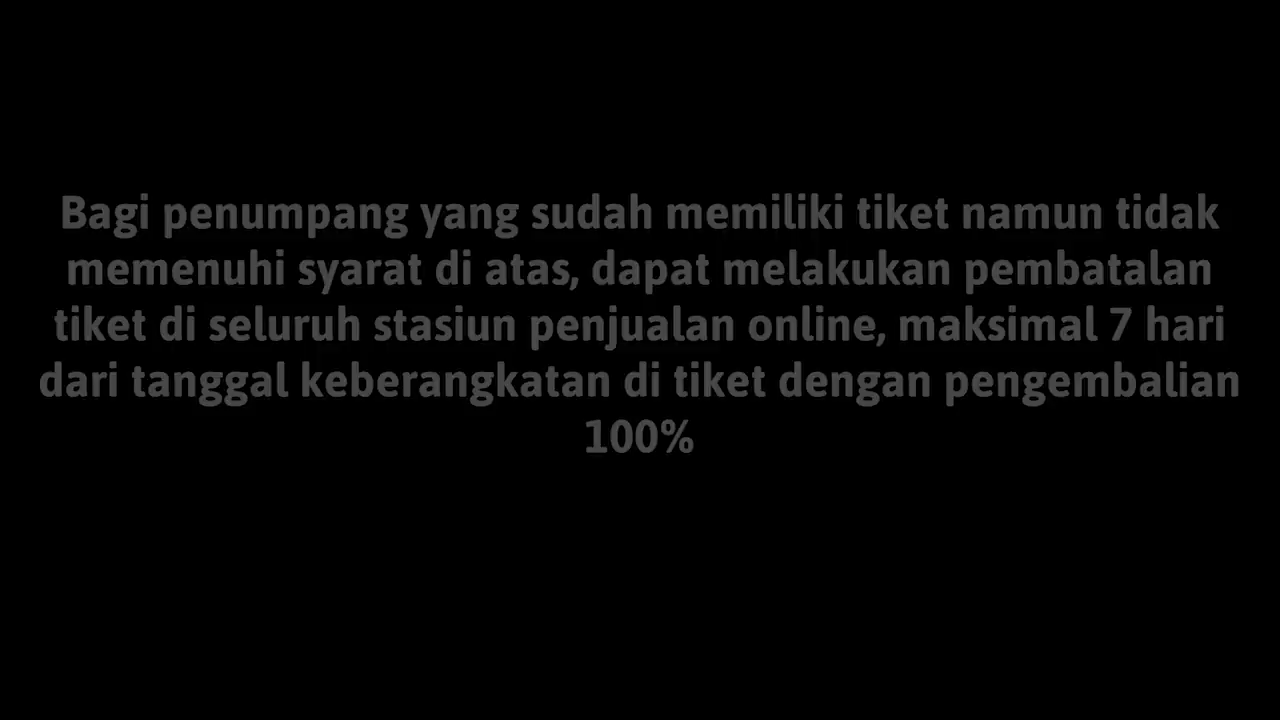 Bagi penumpang yang sudah memiliki tiket namun tidak
memenuhi syarat di atas, dapat melakukan pembatalan
tiket di seluruh stasiun penjualan online, maksimal 7 hari
dari tanggal keberangkatan di tiket dengan pengembalian
100%